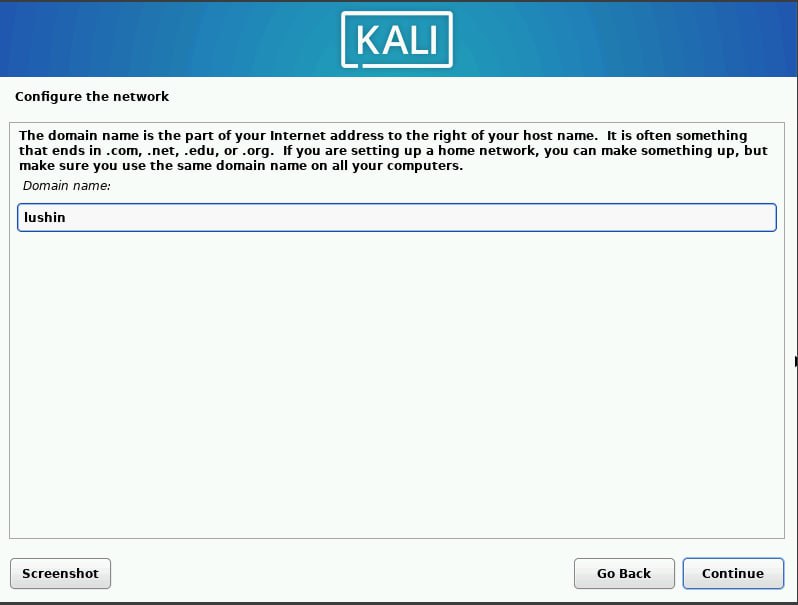 KALI
Configure the network
The domain name is the part of your Internet address to the right of your host name.  It is often something
that ends in .com, .net, .edu, or .org.  If you are setting up a home network, you can make something up, but
make sure you use the same domain name on all your computers.
Domain name:
lushin
Screenshot
Go Back
Continue